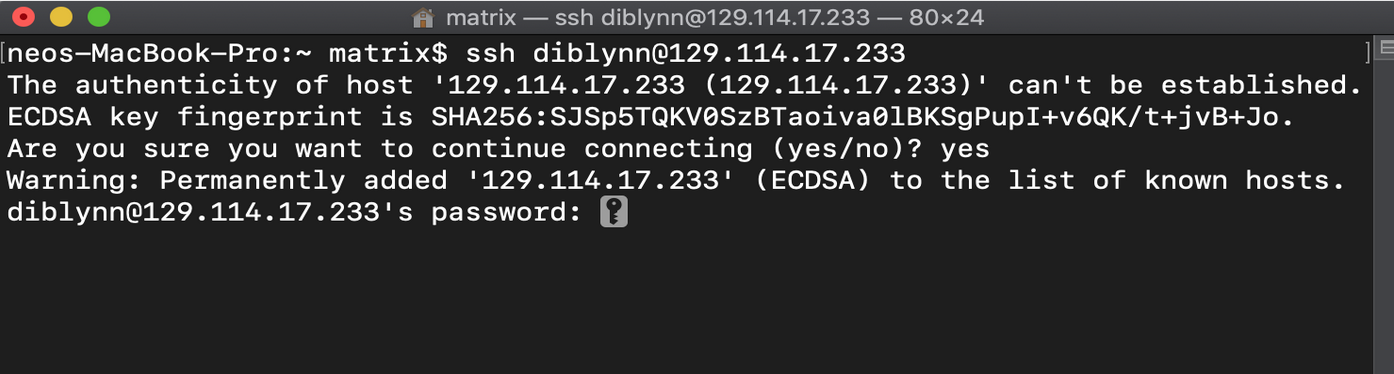 matrix — ssh diblynn@129.114.17.233 — 80×24
[neos-MacBook-Pro:~ matrix$ ssh diblynn@129.114.17.233 ]
The authenticity of host '129.114.17.233 (129.114.17.233)' can't be established.
ECDSA key fingerprint is SHA256:SJSp5TQKV0SzBTaoiva0lBKSgPupI+v6QK/t+jvB+Jo.
Are you sure you want to continue connecting (yes/no)? yes
Warning: Permanently added '129.114.17.233' (ECDSA) to the list of known hosts.
diblynn@129.114.17.233's password: